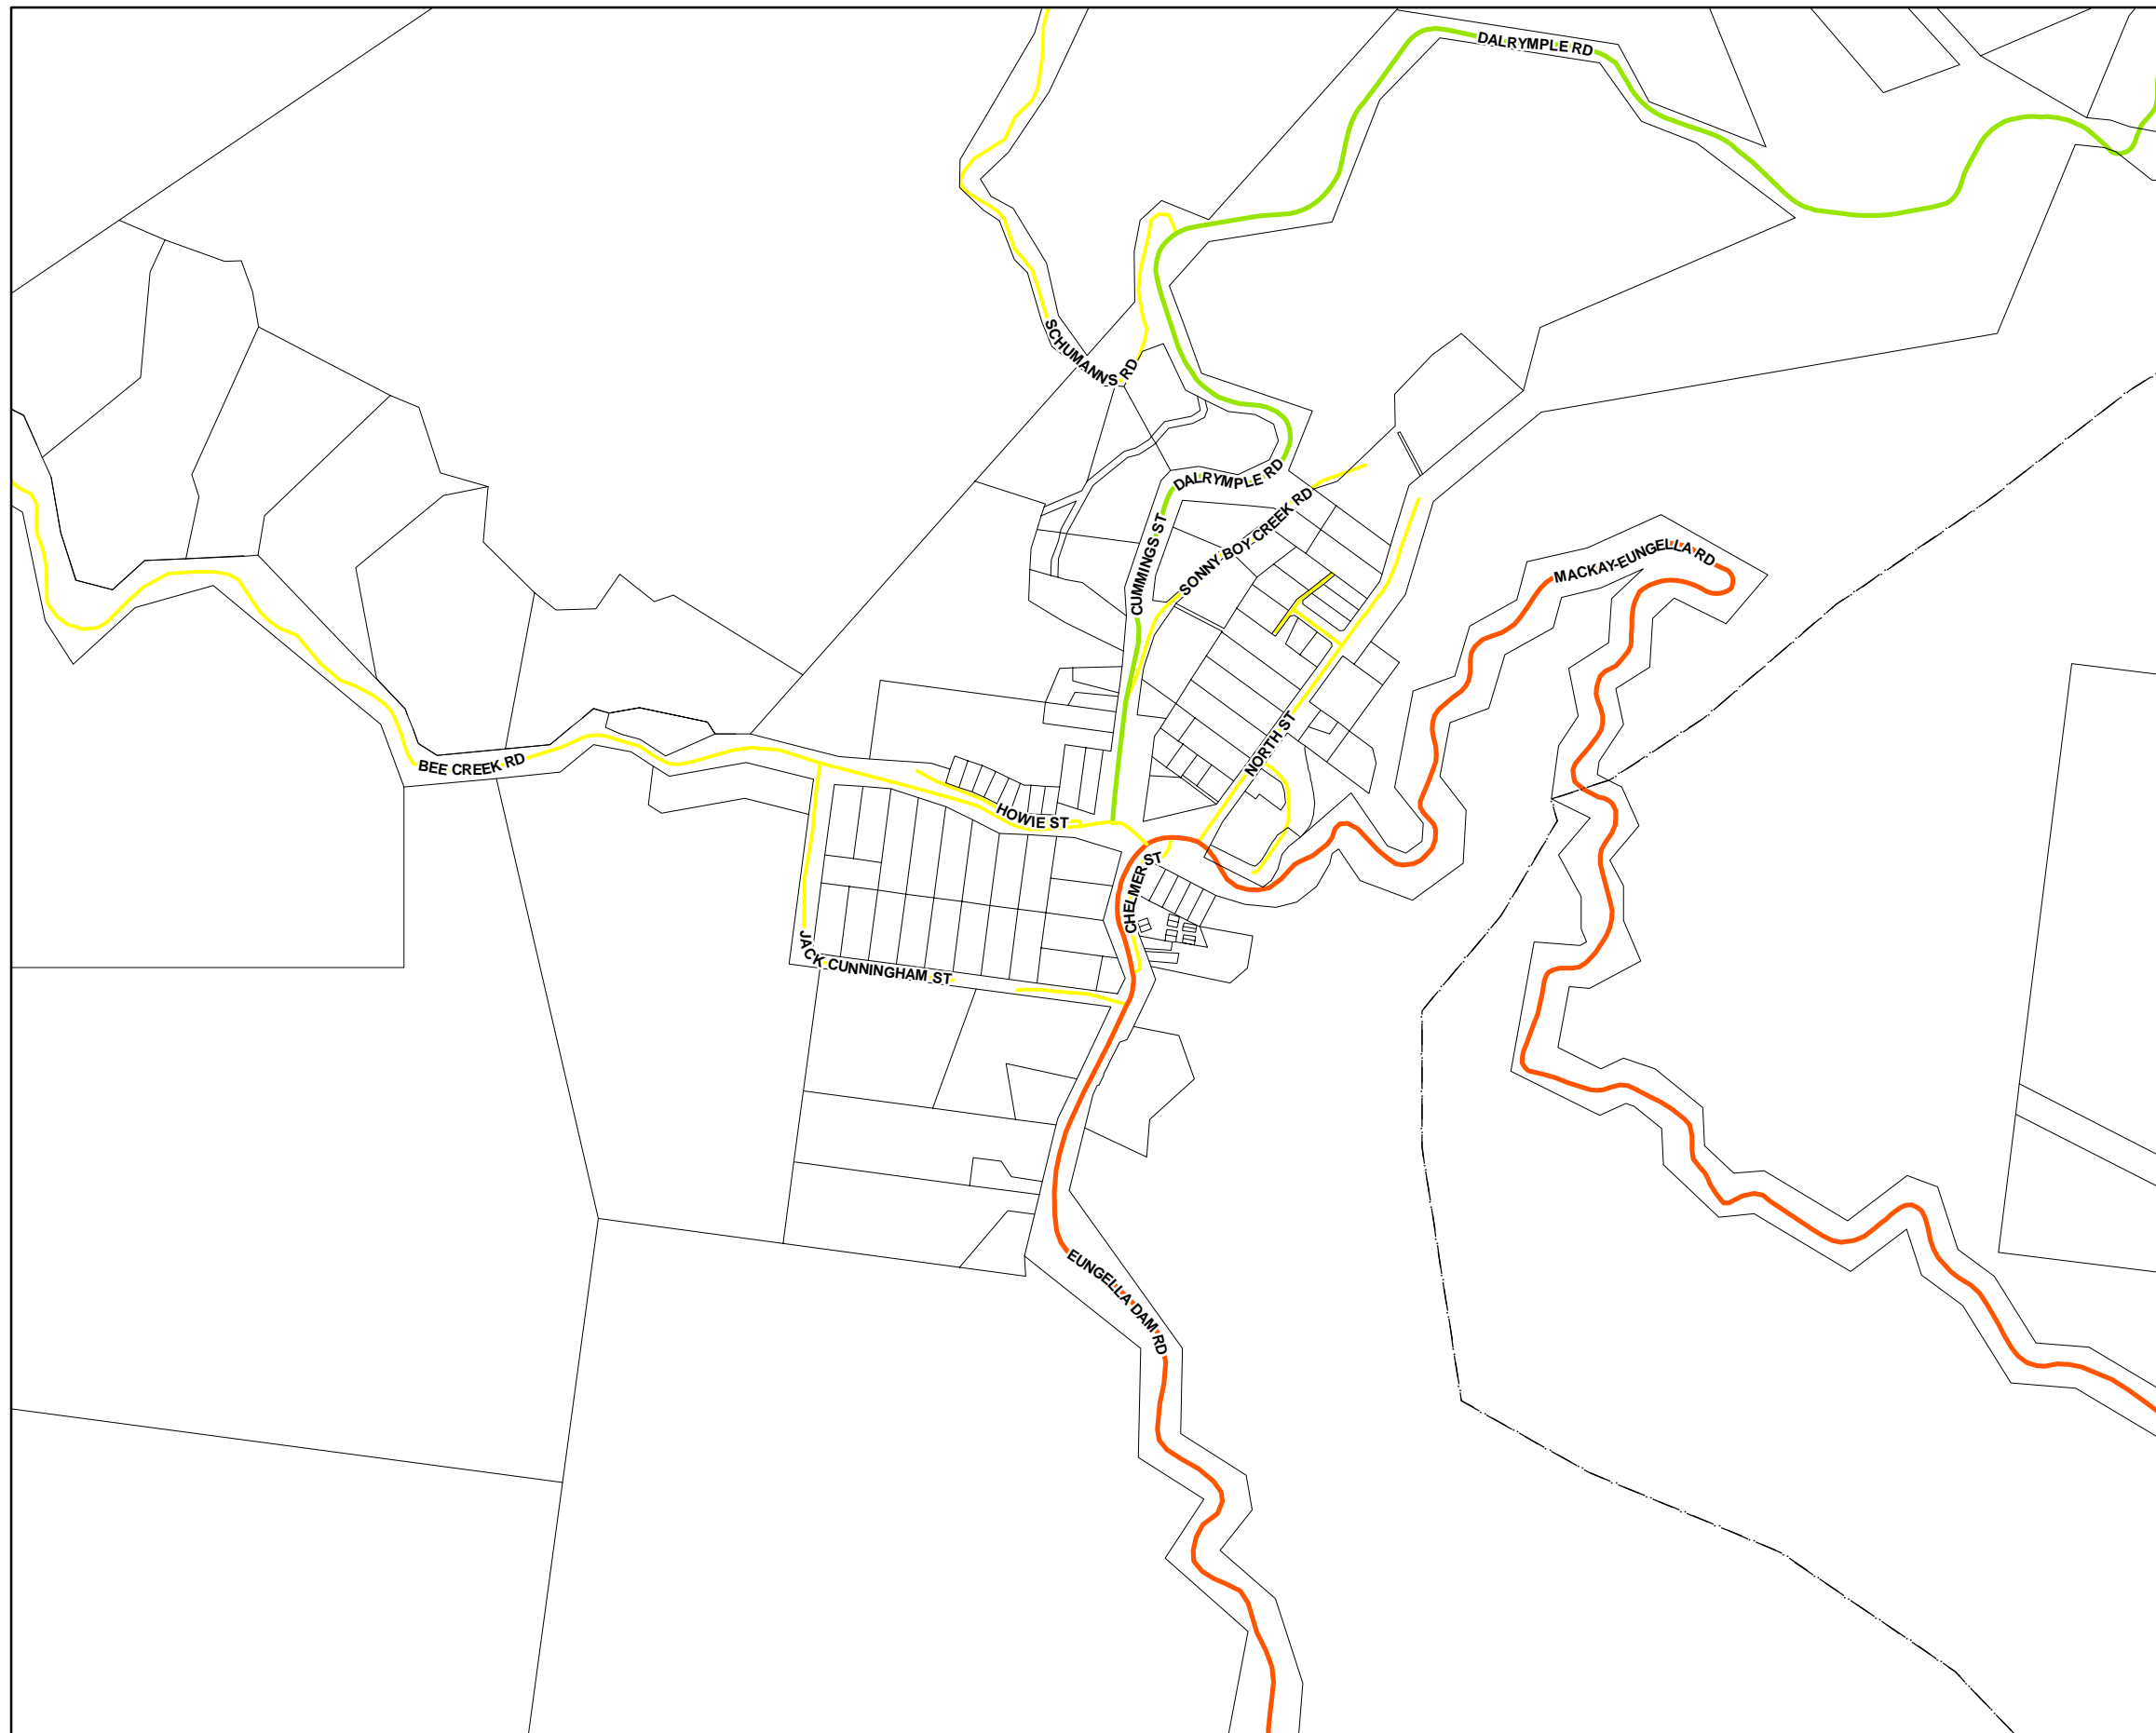 DALRYMPLE RD
SCHUMANNS RD
DALRYMPLE RD
SONNY BOY CREEK RD
CUMMINGS ST
MACKAY-EUNGELLA RD
NORTH ST
BEE CREEK RD
HOWIE ST
CHELMER ST
JACK CUNNINGHAM ST
EUNGELLA DAM RD